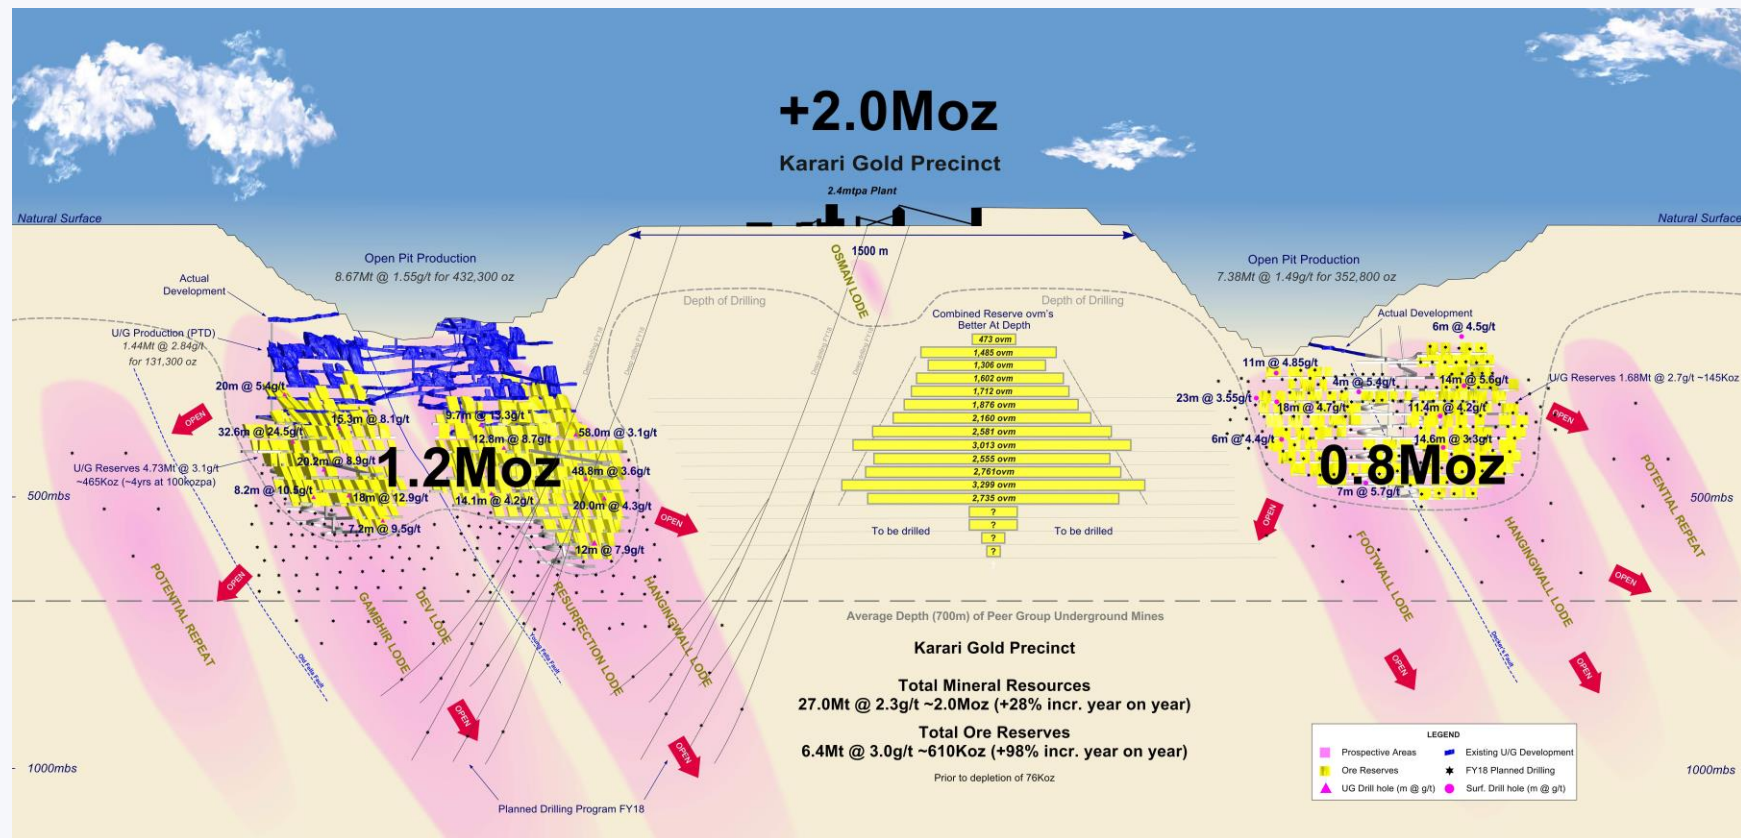 +2.0Moz
Karari Gold Precinct
2.4mtpa Plant
Natural Surface
Natural Surface
1500 m
Open Pit Production
8.67Mt @ 1.55g/t for 432,300 oz
Open Pit Production
7.38Mt @ 1.49g/t for 352,800 oz
Actual
Development
U/G Production (PTD)
1.44Mt @ 2.84g/t
for 131,300 oz
OSMAN LODE
Depth of Drilling
Depth of Drilling
Combined Reserve ovm's
Better At Depth
473 ovm
1,485 ovm
1,306 ovm
1,602 ovm
1,712 ovm
1,876 ovm
2,160 ovm
2,581 ovm
3,013 ovm
2,555 ovm
2,761ovm
3,299 ovm
2,735 ovm
?
?
?
?
To be drilled
To be drilled
Actual Development
6m @ 4.5g/t
11m @ 4.85g/t
4m @ 5.4g/t
14m @ 5.6g/t
U/G Reserves 1.68Mt @ 2.7g/t ~145Koz
23m @ 3.55g/t
18m @ 4.7g/t
11.4m @ 4.2g/t
6m @ 4.4g/t
14.6m @ 3.3g/t
0.8Moz
7m @ 5.7g/t
20m @ 5.4g/t
15.3m @ 8.1g/t
9.7m @ 13.3g/t
32.6m @ 24.5g/t
12.8m @ 8.7g/t
58.0m @ 3.1g/t
20.2m @ 8.9g/t
1.2Moz
48.8m @ 3.6g/t
U/G Reserves 4.73Mt @ 3.1g/t
~465Koz (~4yrs at 100kozpa)
8.2m @ 10.5g/t
18m @ 12.9g/t
14.1m @ 4.2g/t
20.0m @ 4.3g/t
7.2m @ 9.5g/t
12m @ 7.9g/t
500mbs
500mbs
OPEN
OPEN
OPEN
OPEN
OPEN
OPEN
OPEN
OPEN
OPEN
OPEN
POTENTIAL REPEAT
Old Faila Fault
GAMBHIR LODE
DEV LODE
Young Faila Fault
RESURRECTION LODE
HANGINGWALL LODE
FOOTWALL LODE
Decker's Fault
HANGINGWALL LODE
POTENTIAL REPEAT
Average Depth (700m) of Peer Group Underground Mines
Karari Gold Precinct
Total Mineral Resources
27.0Mt @ 2.3g/t ~2.0Moz (+28% incr. year on year)
Total Ore Reserves
6.4Mt @ 3.0g/t ~610Koz (+98% incr. year on year)
Prior to depletion of 76Koz
1000mbs
1000mbs
Planned Drilling Program FY18
LEGEND
Prospective Areas
Existing U/G Development
Ore Reserves
FY18 Planned Drilling
UG Drill hole (m @ g/t)
Surf. Drill hole (m @ g/t)